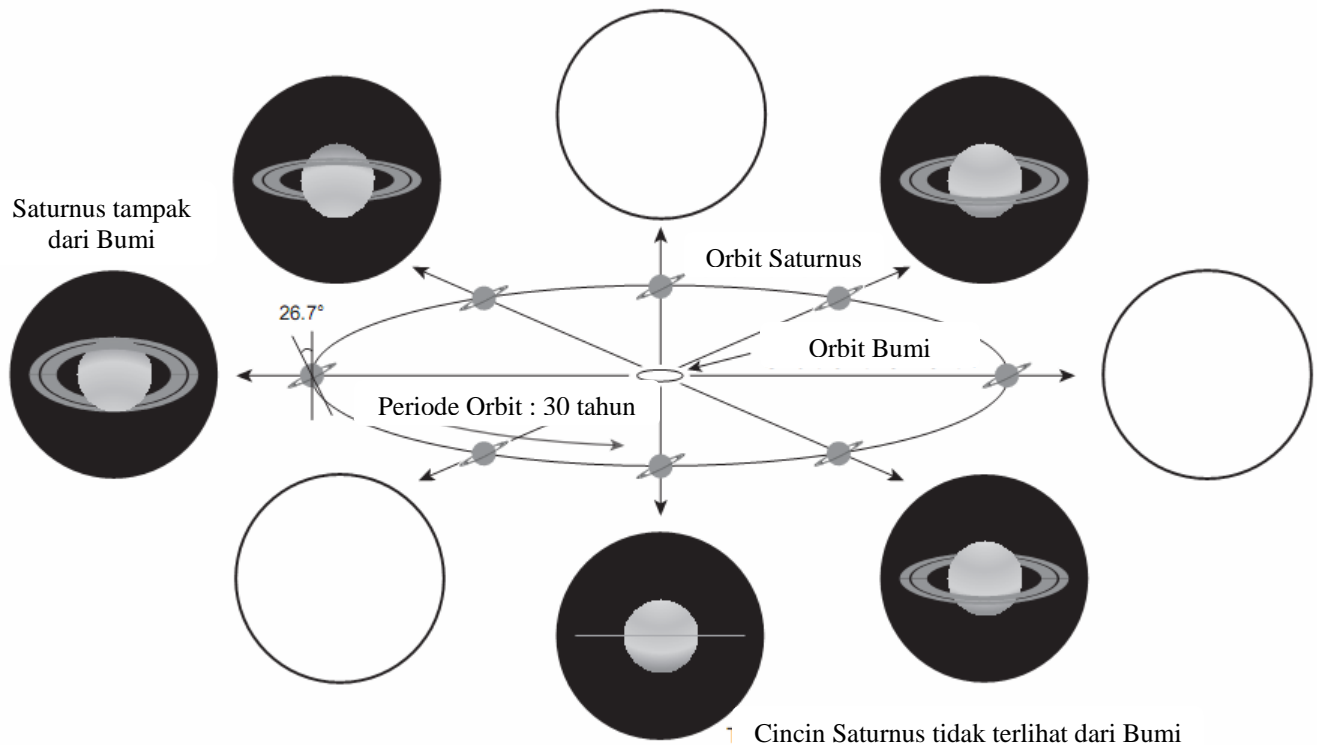 Saturnus tampak
dari Bumi
Orbit Saturnus
26.7°
Orbit Bumi
Periode Orbit : 30 tahun
Cincin Saturnus tidak terlihat dari Bumi